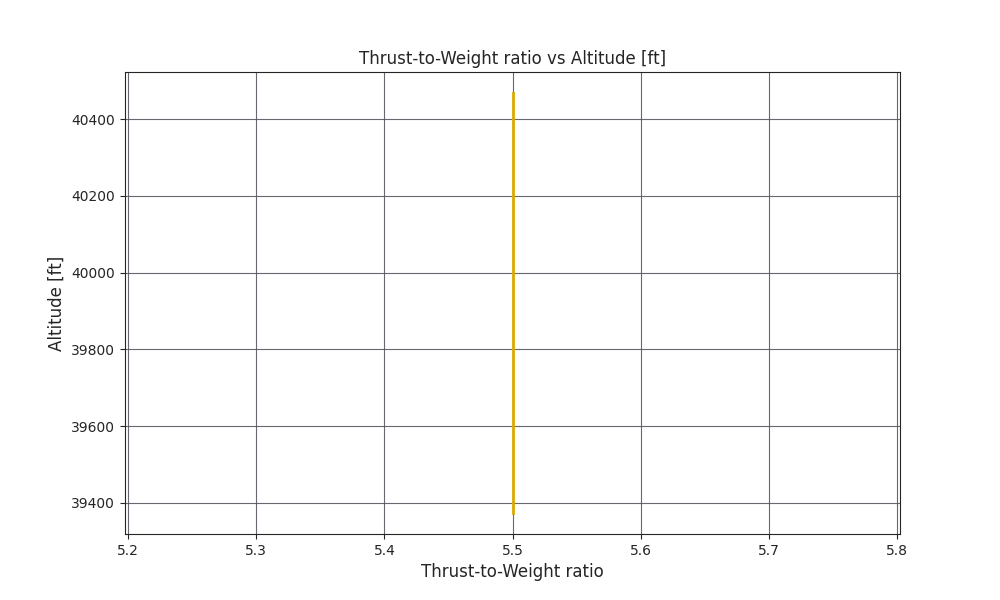 Thrust-to-Weight ratio vs Altitude [ft]
Altitude [ft]
40400
40200
40000
39800
39600
39400
5.2 5.3 5.4 5.5 5.6 5.7 5.8
Thrust-to-Weight ratio